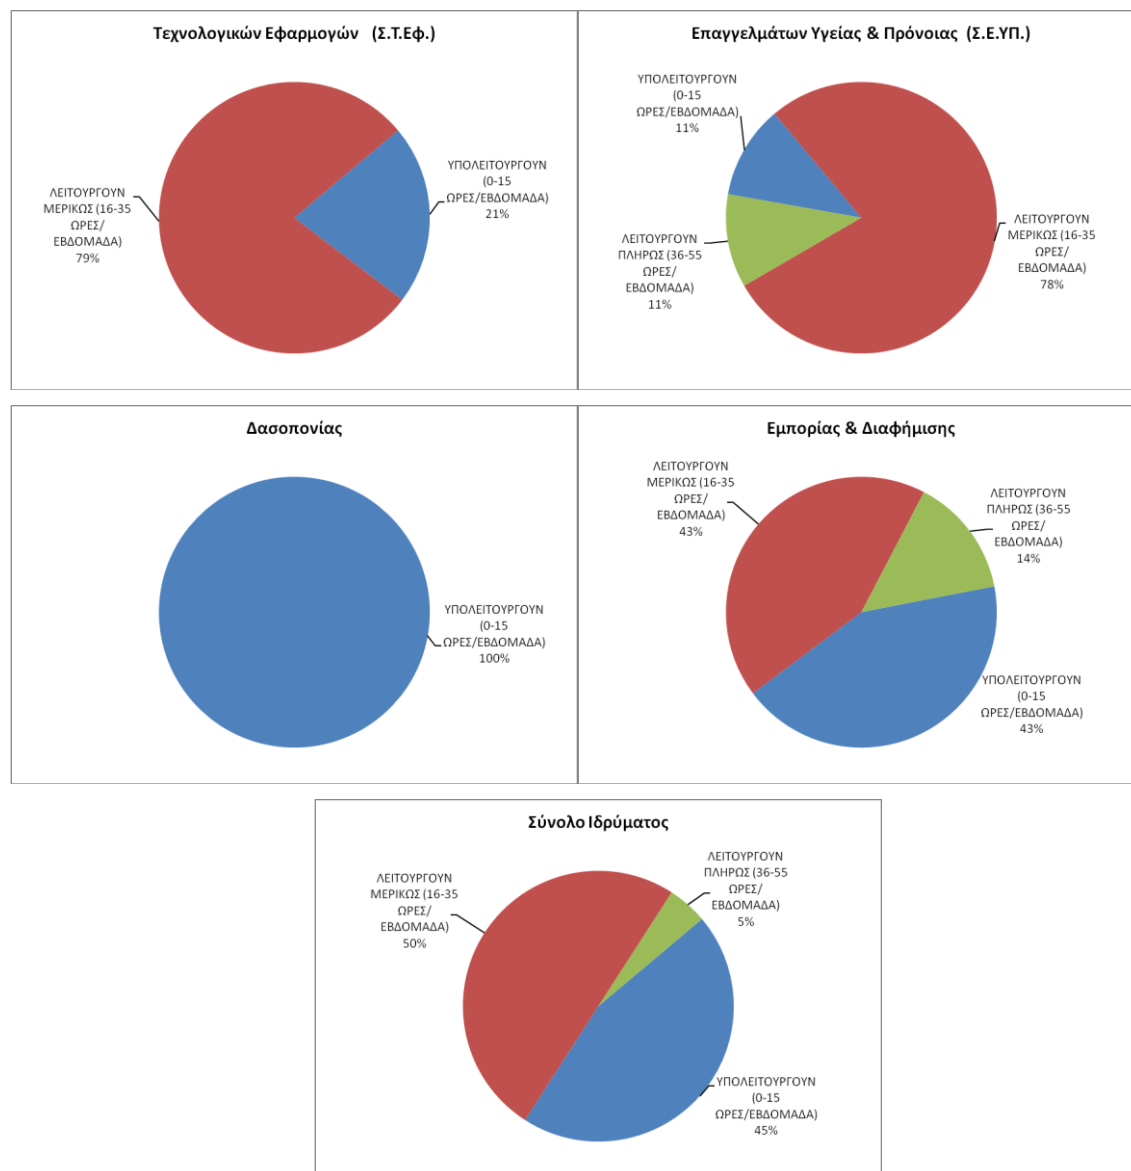 Τεχνολογικών Εφαρμογών (Σ.Τ.Εφ.)
ΛΕΙΤΟΥΡΓΟΥΝ
ΜΕΡΙΚΩΣ (16-35
ΩΡΕΣ/
ΕΒΔΟΜΑΔΑ)
79%
ΥΠΟΛΕΙΤΟΥΡΓΟΥΝ
(0-15
ΩΡΕΣ/ΕΒΔΟΜΑΔΑ)
21%
Επαγγελμάτων Υγείας & Πρόνοιας (Σ.Ε.ΥΠ.)
ΥΠΟΛΕΙΤΟΥΡΓΟΥΝ
(0-15
ΩΡΕΣ/ΕΒΔΟΜΑΔΑ)
11%
ΛΕΙΤΟΥΡΓΟΥΝ
ΠΛΗΡΩΣ (36-55
ΩΡΕΣ/
ΕΒΔΟΜΑΔΑ)
11%
ΛΕΙΤΟΥΡΓΟΥΝ
ΜΕΡΙΚΩΣ (16-35
ΩΡΕΣ/
ΕΒΔΟΜΑΔΑ)
78%
Δασοπονίας
ΥΠΟΛΕΙΤΟΥΡΓΟΥΝ
(0-15
ΩΡΕΣ/ΕΒΔΟΜΑΔΑ)
100%
Εμπορίας & Διαφήμισης
ΛΕΙΤΟΥΡΓΟΥΝ
ΜΕΡΙΚΩΣ (16-35
ΩΡΕΣ/
ΕΒΔΟΜΑΔΑ)
43%
ΛΕΙΤΟΥΡΓΟΥΝ
ΠΛΗΡΩΣ (36-55
ΩΡΕΣ/
ΕΒΔΟΜΑΔΑ)
14%
ΥΠΟΛΕΙΤΟΥΡΓΟΥΝ
(0-15
ΩΡΕΣ/ΕΒΔΟΜΑΔΑ)
43%
Σύνολο Ιδρύματος
ΛΕΙΤΟΥΡΓΟΥΝ
ΜΕΡΙΚΩΣ (16-35
ΩΡΕΣ/
ΕΒΔΟΜΑΔΑ)
50%
ΛΕΙΤΟΥΡΓΟΥΝ
ΠΛΗΡΩΣ (36-55
ΩΡΕΣ/
ΕΒΔΟΜΑΔΑ)
5%
ΥΠΟΛΕΙΤΟΥΡΓΟΥΝ
(0-15
ΩΡΕΣ/ΕΒΔΟΜΑΔΑ)
45%